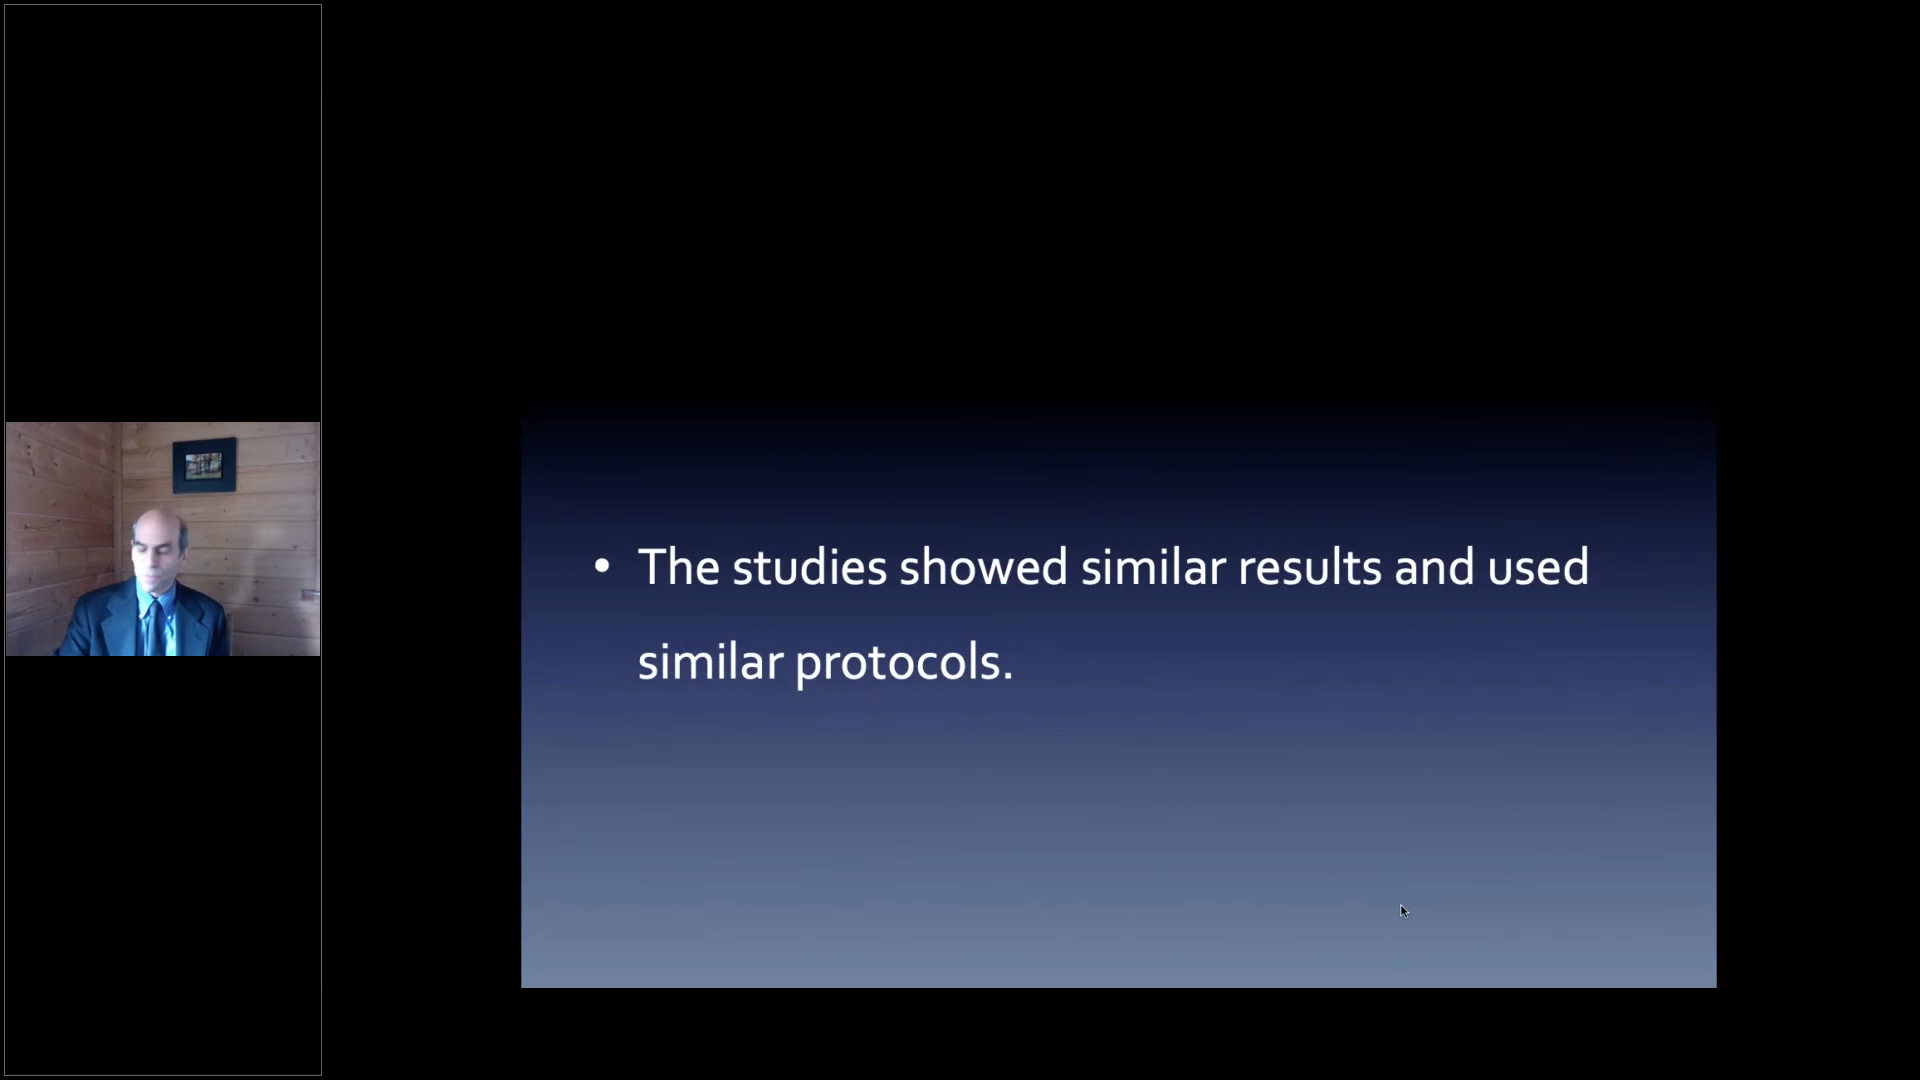 • The studies showed similar results and used
similar protocols.